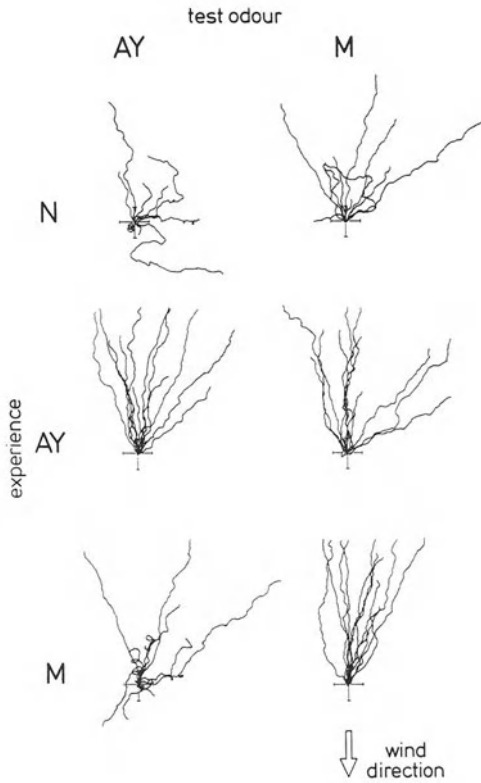 test odour
AY M
N
AY
experience
M
wind
direction